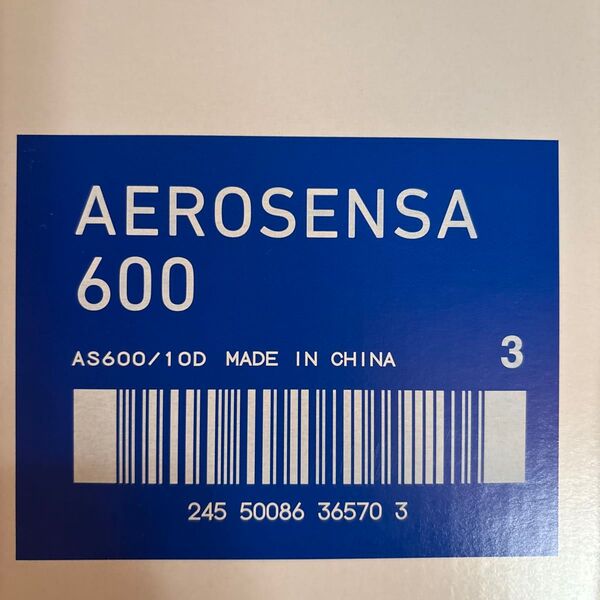 AEROSENSA
600
AS600/10D MADE IN CHINA 3
245 50086 36570 3